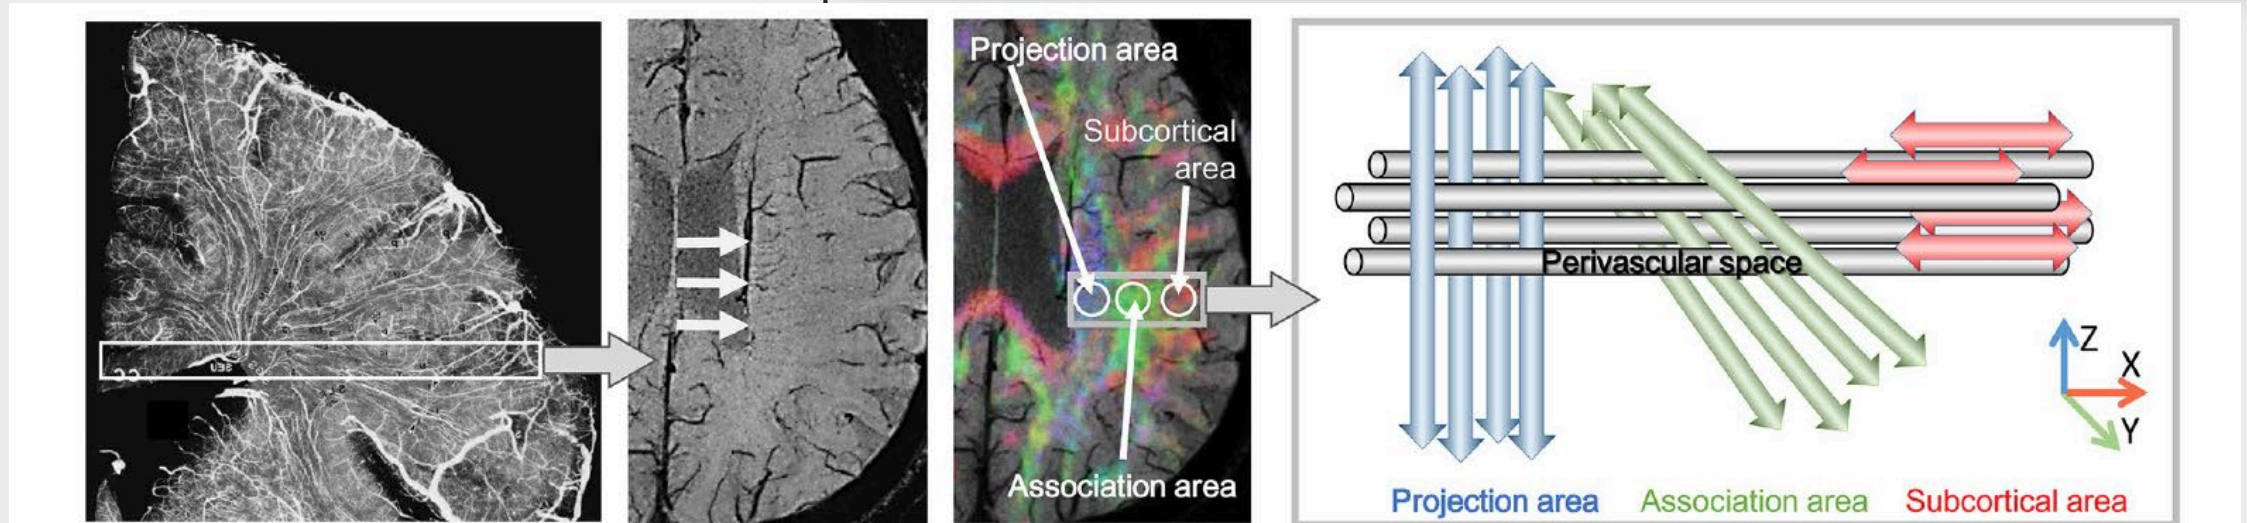 Projection area
Subcortical
area
Association area
Perivascular space
Z
X
Y
Projection area Association area Subcortical area